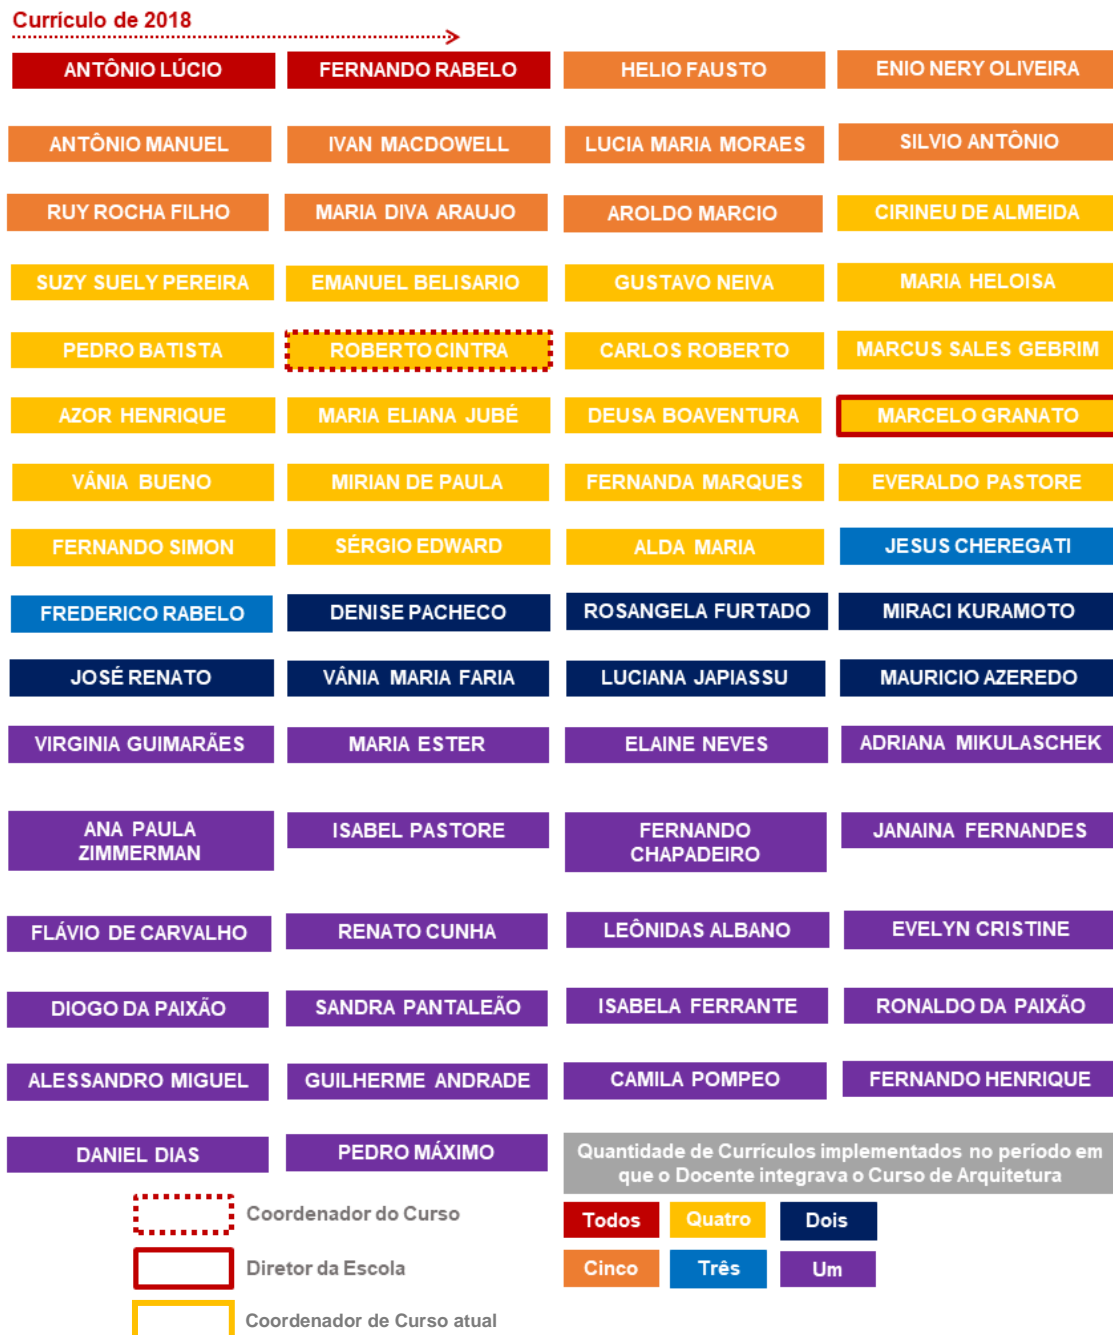 Currículo de 2018
ANTÔNIO LÚCIO
FERNANDO RABELO
HELIO FAUSTO
ENIO NERY OLIVEIRA
ANTÔNIO MANUEL
IVAN MACDOWELL
LUCIA MARIA MORAES
SILVIO ANTÔNIO
RUY ROCHA FILHO
MARIA DIVA ARAUJO
AROLDO MARCIO
CIRINEU DE ALMEIDA
SUZY SUELY PEREIRA
EMANUEL BELISARIO
GUSTAVO NEIVA
MARIA HELOISA
PEDRO BATISTA
ROBERTO CINTRA
CARLOS ROBERTO
MARCUS SALES GEBRIM
AZOR HENRIQUE
MARIA ELIANA JUBÉ
DEUSA BOAVENTURA
MARCELO GRANATO
VÂNIA BUENO
MIRIAN DE PAULA
FERNANDA MARQUES
EVERALDO PASTORE
FERNANDO SIMON
SÉRGIO EDWARD
ALDA MARIA
JESUS CHEREGATI
FREDERICO RABELO
DENISE PACHECO
ROSANGELA FURTADO
MIRACI KURAMOTO
JOSÉ RENATO
VÂNIA MARIA FARIA
LUCIANA JAPIASSU
MAURICIO AZEREDO
VIRGINIA GUIMARÃES
MARIA ESTER
ELAINE NEVES
ADRIANA MIKULASCHEK
ANA PAULA
ZIMMERMAN
ISABEL PASTORE
FERNANDO
CHAPADEIRO
JANAINA FERNANDES
FLÁVIO DE CARVALHO
RENATO CUNHA
LEÔNIDAS ALBANO
EVELYN CRISTINE
DIOGO DA PAIXÃO
SANDRA PANTALEÃO
ISABELA FERRANTE
RONALDO DA PAIXÃO
ALESSANDRO MIGUEL
GUILHERME ANDRADE
CAMILA POMPEO
FERNANDO HENRIQUE
DANIEL DIAS
PEDRO MÁXIMO
Quantidade de Currículos implementados no período em
que o Docente integrava o Curso de Arquitetura
Coordenador do Curso
Diretor da Escola
Coordenador de Curso atual
Todos
Quatro
Dois
Cinco
Três
Um